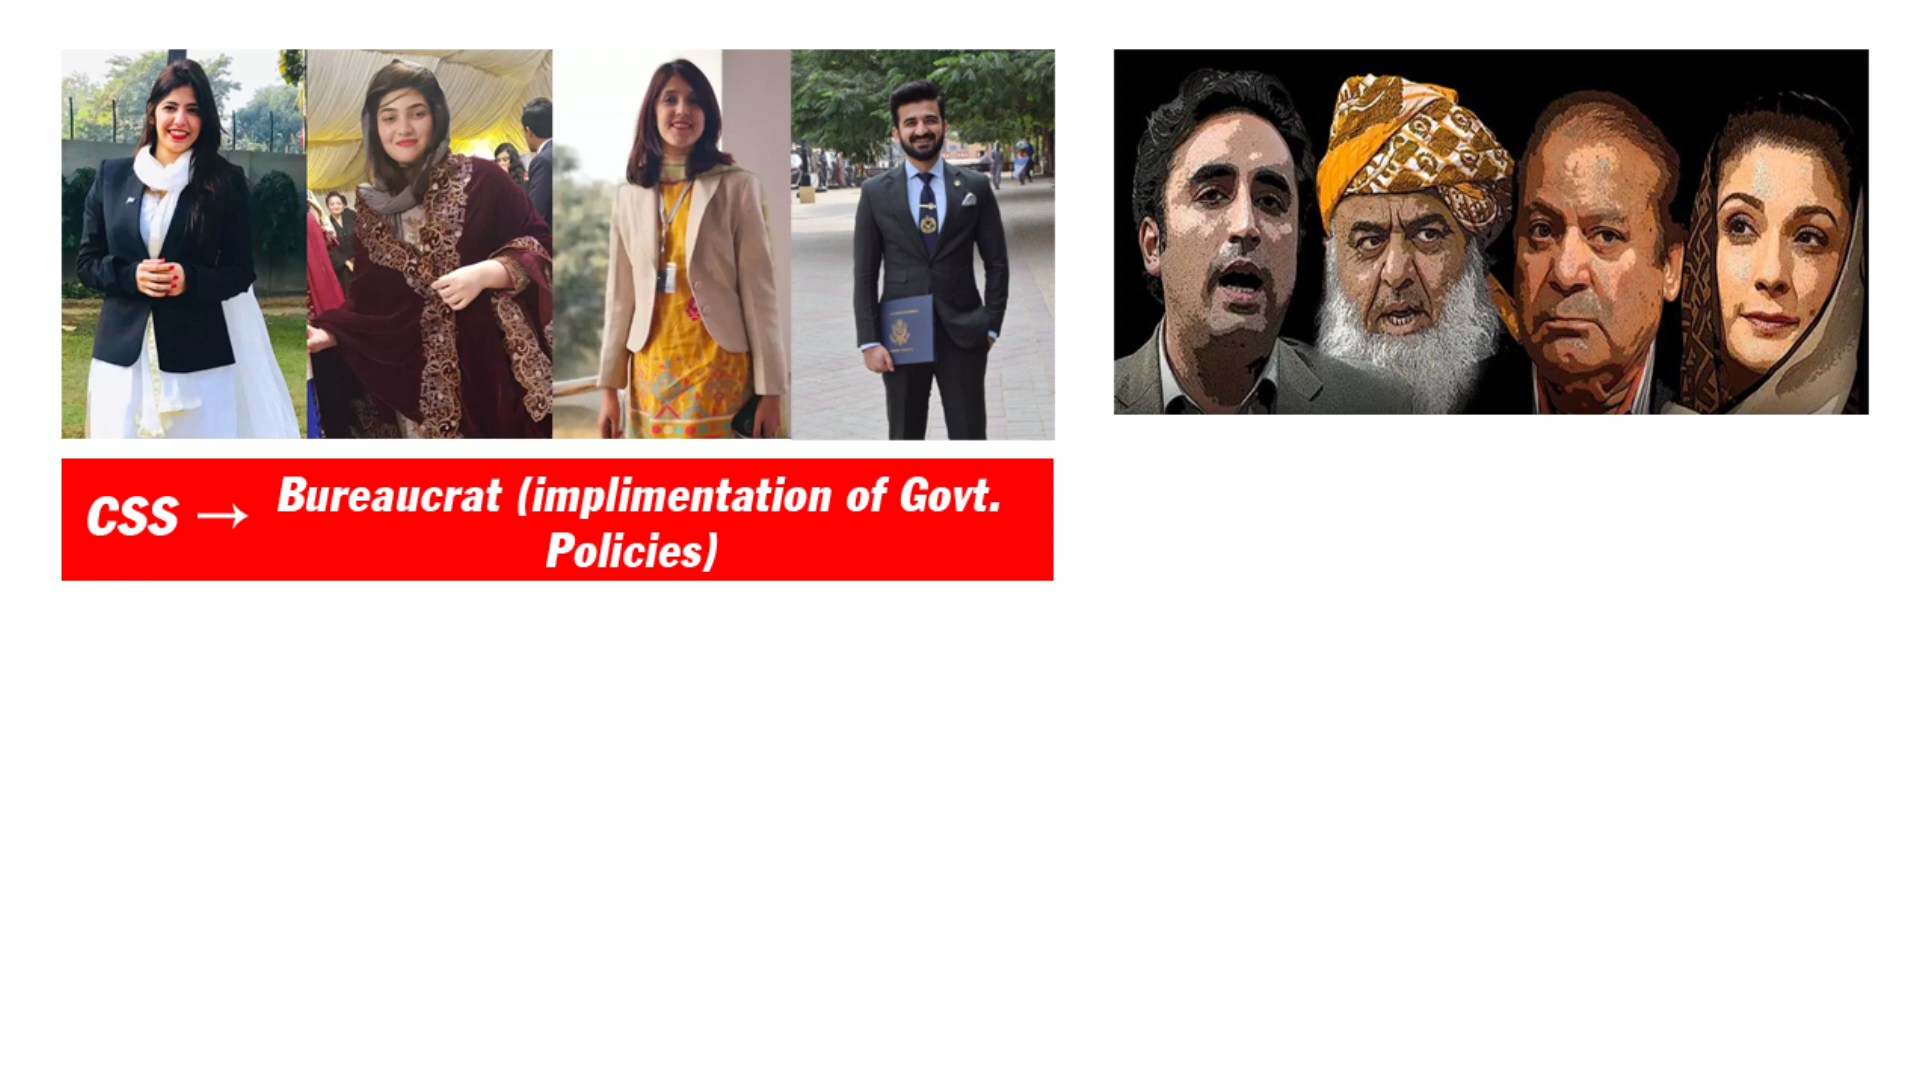 CSS → Bureaucrat (implimentation of Govt.
Policies)